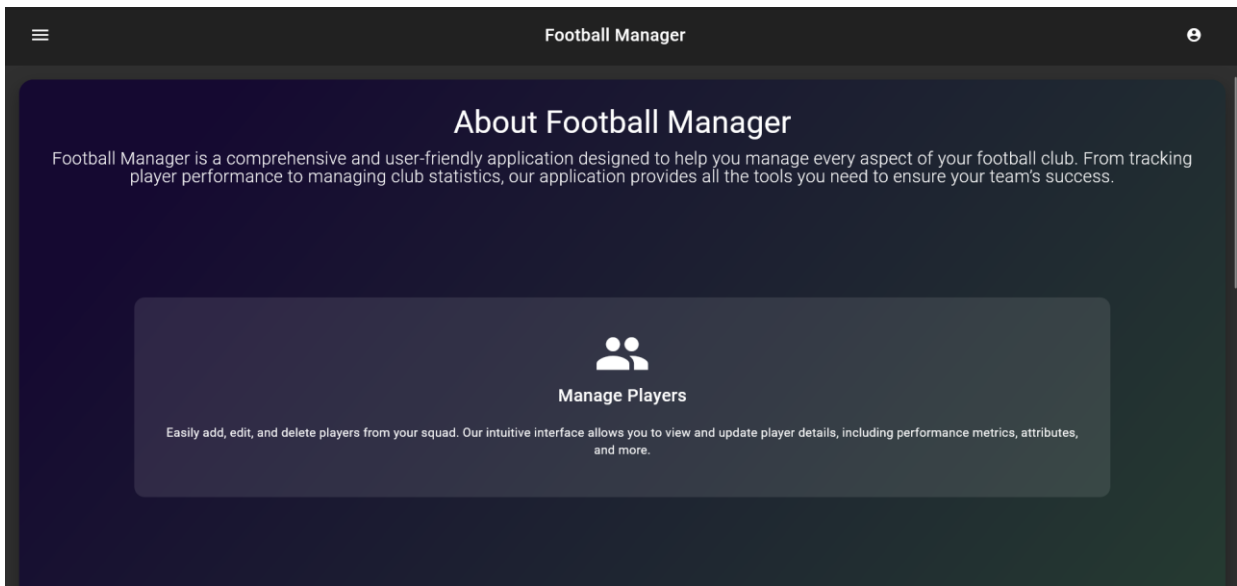 Football Manager
About Football Manager
Football Manager is a comprehensive and user-friendly application designed to help you manage every aspect of your football club. From tracking
player performance to managing club statistics, our application provides all the tools you need to ensure your team's success.
Manage Players
Easily add, edit, and delete players from your squad. Our intuitive interface allows you to view and update player details, including performance metrics, attributes,
and more.